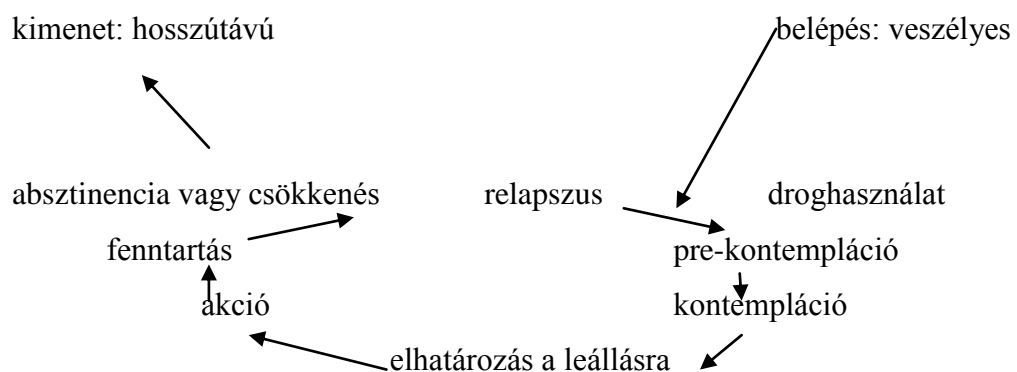 kimenet: hosszútávú belépés: veszélyes
absztinencia vagy csökkenés relapszus droghasználat
fenntartás pre-kontempláció
akció kontempláció
elhatározás a leállásra